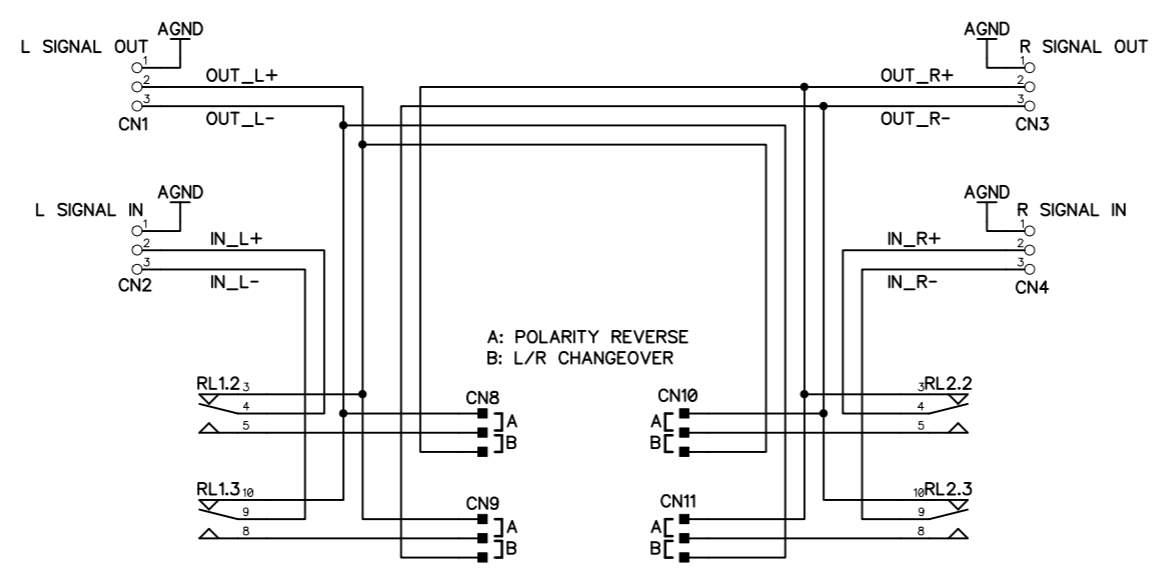 AGND
L SIGNAL OUT
1
2 OUT_L+
3 OUT_L-
CN1
AGND
R SIGNAL OUT
1
OUT_R+ 2
OUT_R- 3
CN3
AGND
L SIGNAL IN
1
2 IN_L+
3 IN_L-
CN2
AGND
R SIGNAL IN
1
IN_R+ 2
IN_R- 3
CN4
A: POLARITY REVERSE
B: L/R CHANGEOVER
RL1.2 3
4
5
CN8
A
B
CN10
A
B
3 RL2.2
4
5
RL1.3 10
9
8
CN9
A
B
CN11
A
B
10 RL2.3
9
8